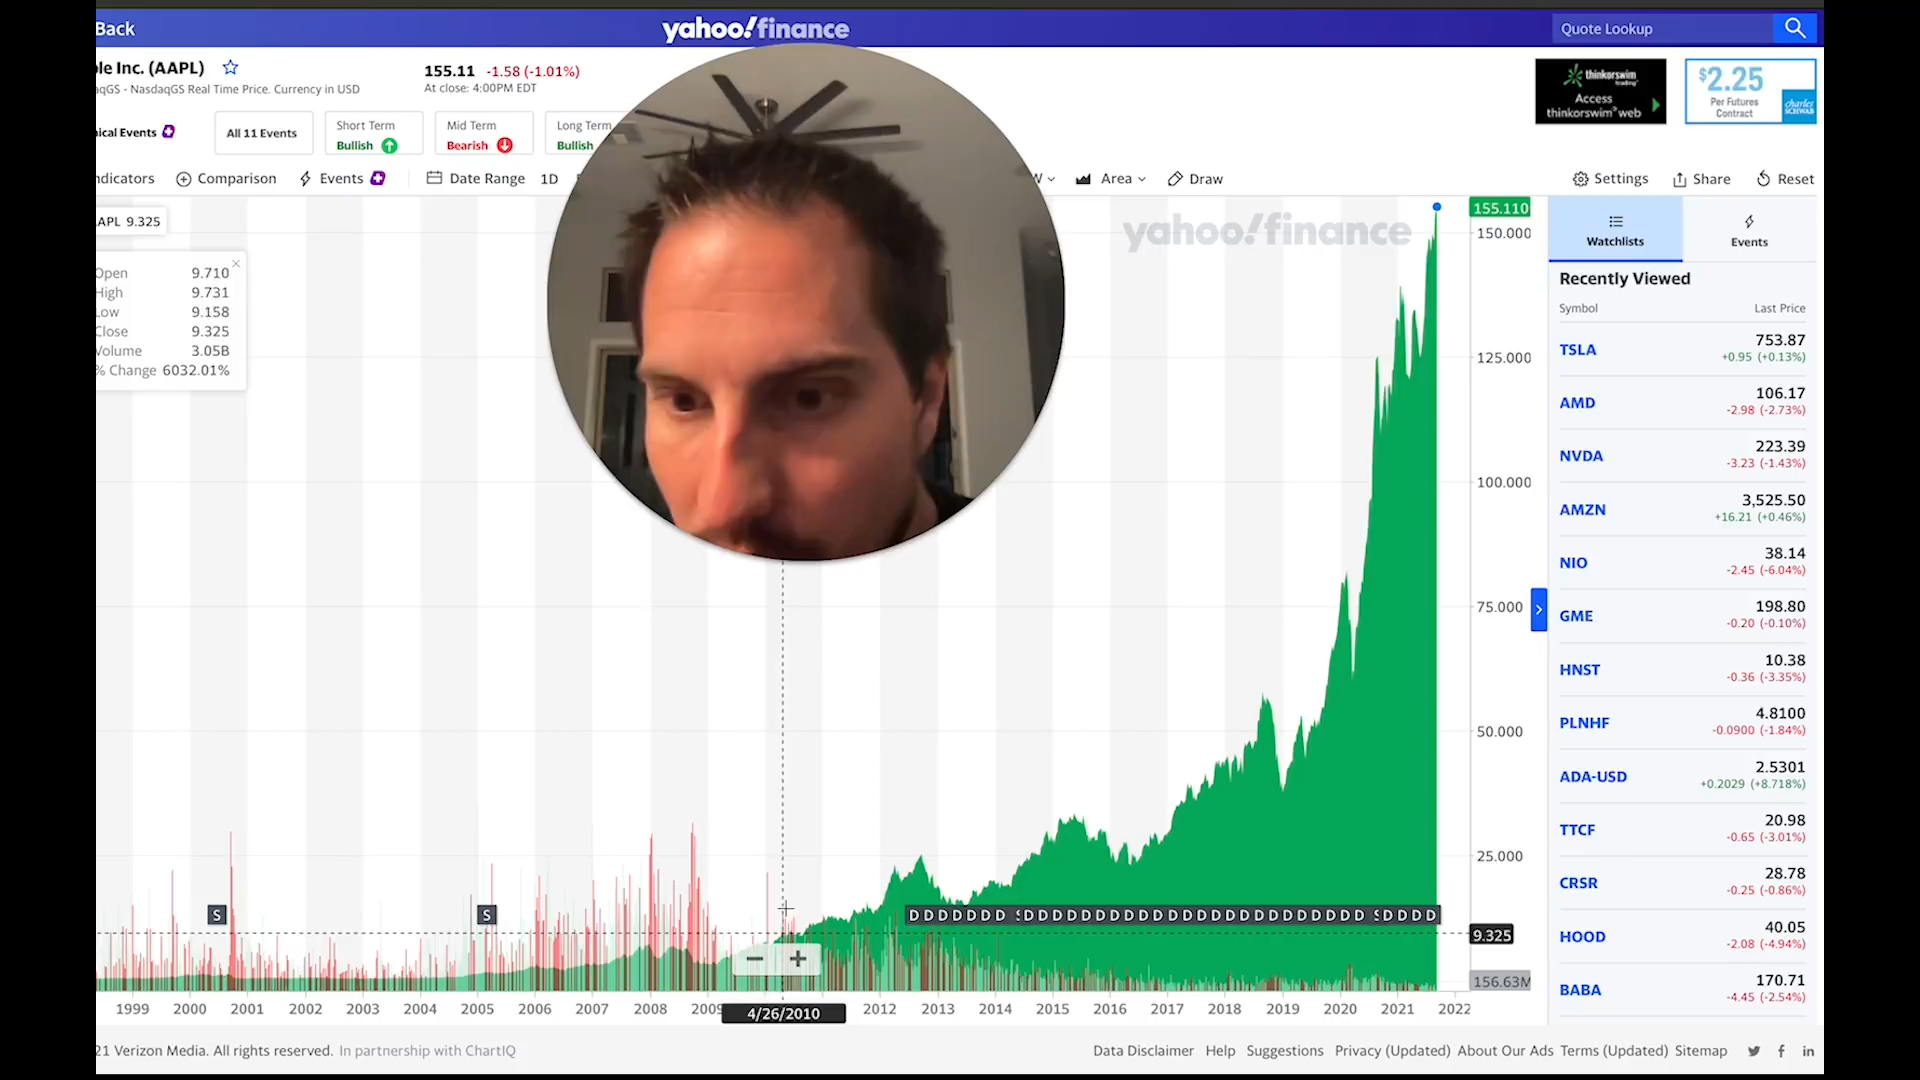 Back
yahoo!finance
Quote Lookup
le Inc. (AAPL)
155.11 -1.58 (-1.01%)
aqGS - NasdaqGS Real Time Price. Currency in USD
At close: 4:00PM EDT
thinkorswim
trading
Access
thinkorswim web
$2.25
Per Futures
Contract
charles
SCHWAB
ical Events
All 11 Events
Short Term
Bullish
Mid Term
Bearish
Long Term
Bullish
ndicators
Comparison
Events
Date Range
1D
W
Area
Draw
Settings
Share
Reset
APL 9.325
Open 9.710
High 9.731
Low 9.158
Close 9.325
Volume 3.05B
% Change 6032.01%
yahoo!finance
155.110
150.000
125.000
100.000
75.000
50.000
25.000
9.325
156.63M
S
S
D D D D D D D S D D D D D D D D D D D D D D D D D D D D D D D D S D D D D
1999 2000 2001 2002 2003 2004 2005 2006 2007 2008 2009 4/26/2010 2012 2013 2014 2015 2016 2017 2018 2019 2020 2021 2022
Watchlists
Events
Recently Viewed
Symbol Last Price
TSLA 753.87
+0.95 (+0.13%)
AMD 106.17
-2.98 (-2.73%)
NVDA 223.39
-3.23 (-1.43%)
AMZN 3,525.50
+16.21 (+0.46%)
NIO 38.14
-2.45 (-6.04%)
GME 198.80
-0.20 (-0.10%)
HNST 10.38
-0.36 (-3.35%)
PLNHF 4.8100
-0.0900 (-1.84%)
ADA-USD 2.5301
+0.2029 (+8.718%)
TTCF 20.98
-0.65 (-3.01%)
CRSR 28.78
-0.25 (-0.86%)
HOOD 40.05
-2.08 (-4.94%)
BABA 170.71
-4.45 (-2.54%)
21 Verizon Media. All rights reserved. In partnership with ChartIQ
Data Disclaimer Help Suggestions Privacy (Updated) About Our Ads Terms (Updated) Sitemap